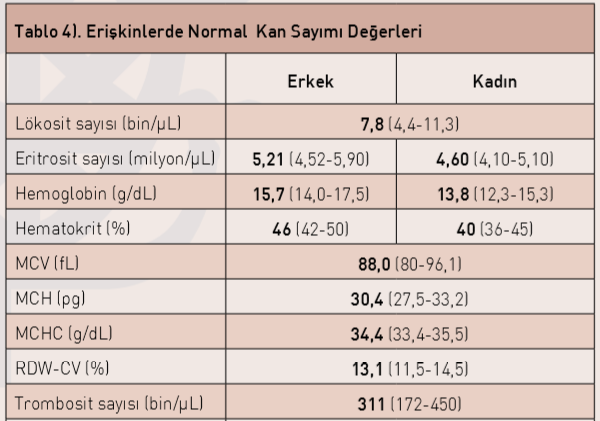 Tablo 4). Erişkinlerde Normal Kan Sayımı Değerleri
Erkek Kadın
Lökosit sayısı (bin/µL) 7,8 (4,4-11,3)
Eritrosit sayısı (milyon/µL) 5,21 (4,52-5,90) 4,60 (4,10-5,10)
Hemoglobin (g/dL) 15,7 (14,0-17,5) 13,8 (12,3-15,3)
Hematokrit (%) 46 (42-50) 40 (36-45)
MCV (fL) 88,0 (80-96,1)
MCH (pg) 30,4 (27,5-33,2)
MCHC (g/dL) 34,4 (33,4-35,5)
RDW-CV (%) 13,1 (11,5-14,5)
Trombosit sayısı (bin/µL) 311 (172-450)